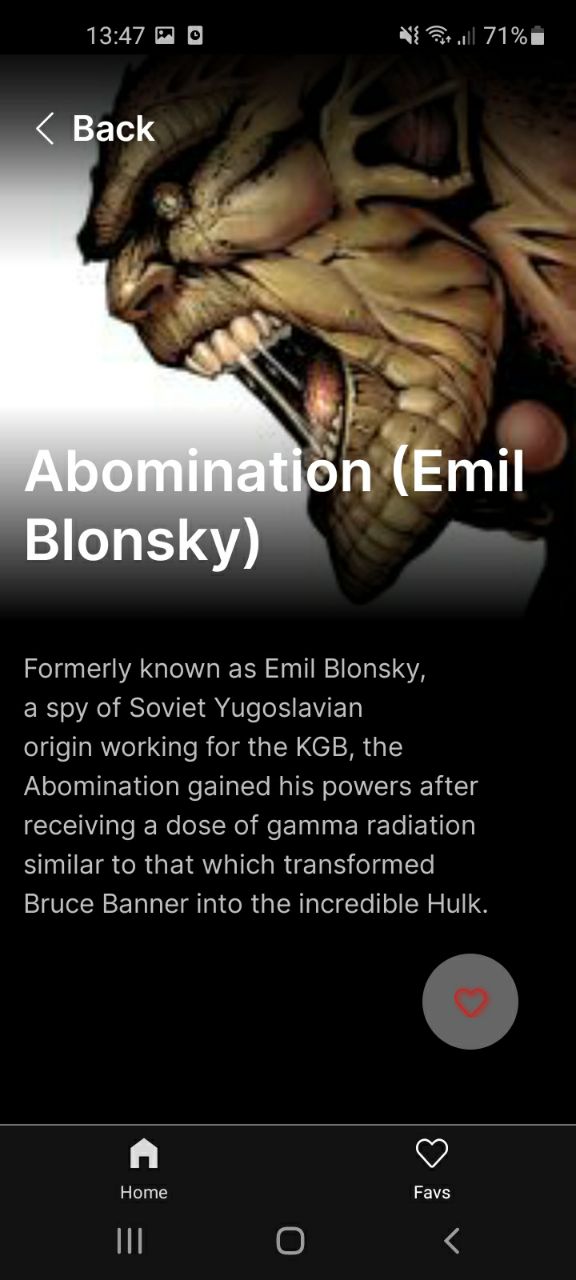 13:47
71%
Back
Abomination (Emil
Blonsky)
Formerly known as Emil Blonsky,
a spy of Soviet Yugoslavian
origin working for the KGB, the
Abomination gained his powers after
receiving a dose of gamma radiation
similar to that which transformed
Bruce Banner into the incredible Hulk.
Home
Favs